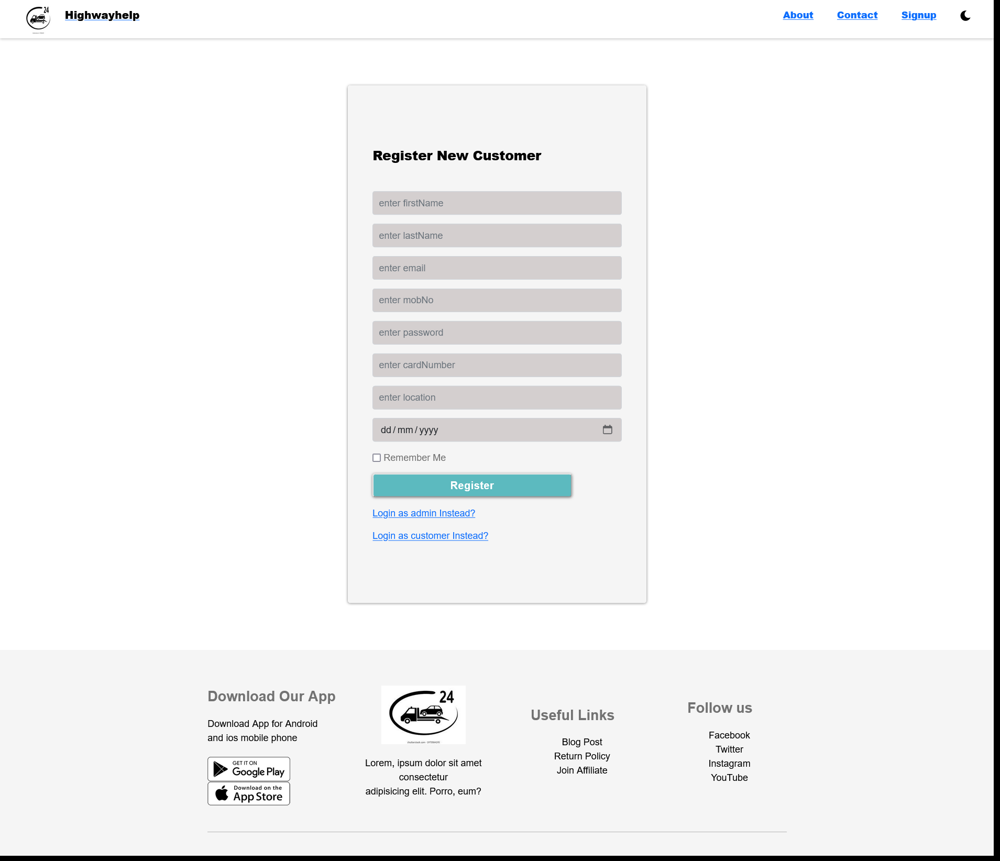 24
Highwayhelp
About
Contact
Signup
Register New Customer
enter firstName
enter lastName
enter email
enter mobNo
enter password
enter cardNumber
enter location
dd / mm / yyyy
Remember Me
Register
Login as admin Instead?
Login as customer Instead?
Download Our App
Download App for Android
and ios mobile phone
GET IT ON
Google Play
Download on the
App Store
24
shutterstock.com · 1973504195
Lorem, ipsum dolor sit amet
consectetur
adipisicing elit. Porro, eum?
Useful Links
Blog Post
Return Policy
Join Affiliate
Follow us
Facebook
Twitter
Instagram
YouTube